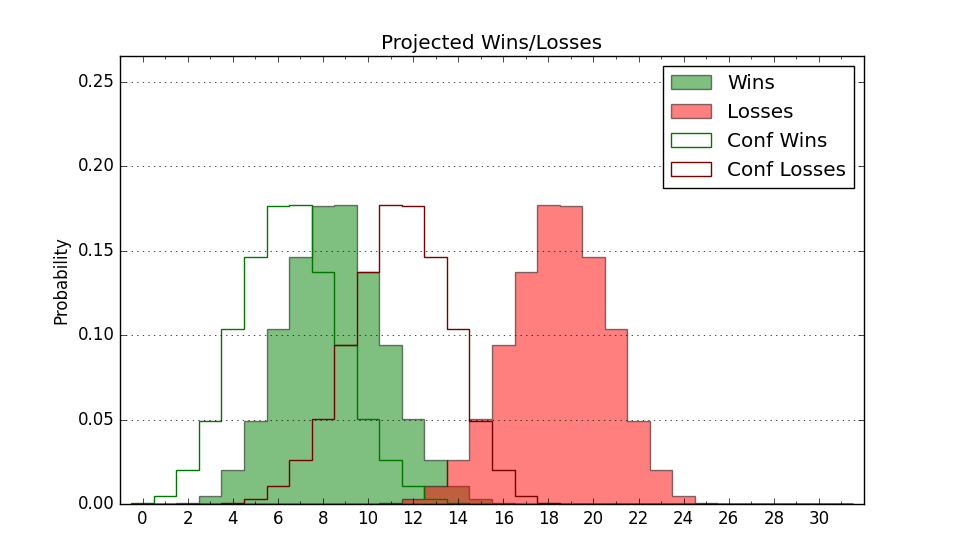 Projected Wins/Losses
0.25
0.20
0.15
0.10
0.05
0.00
Probability
Wins
Losses
Conf Wins
Conf Losses
0 2 4 6 8 10 12 14 16 18 20 22 24 26 28 30